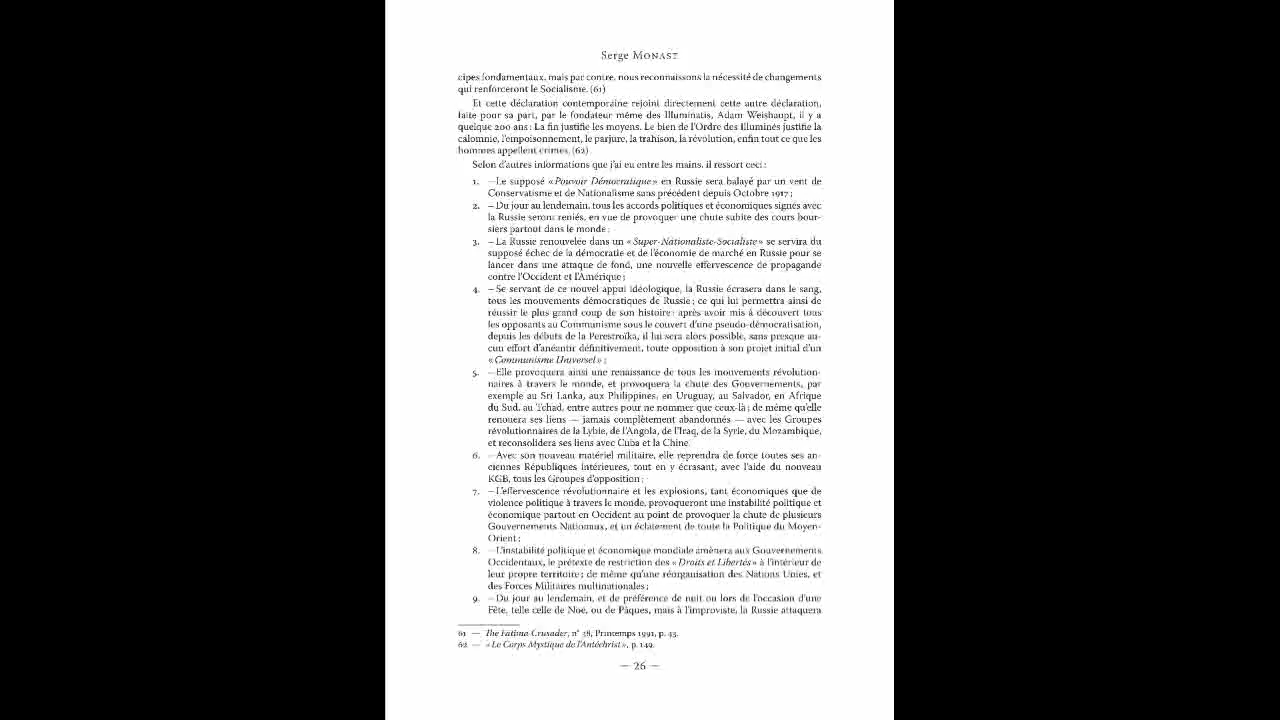 Serge MONAST
cipes fondamentaux, mais par contre, nous reconnaissons la nécessité de changements
qui renforceront le Socialisme. (61)
Et cette déclaration contemporaine rejoint directement cette autre déclaration,
faite pour sa part, par le fondateur même des Illuminatis, Adam Weishaupt, il y a
quelque 200 ans : La fin justifie les moyens. Le bien de l'Ordre des Illuminés justifie la
calomnie, l'empoisonnement, le parjure, la trahison, la révolution, enfin tout ce que les
hommes appellent crimes. (62)
Selon d'autres informations que j'ai eu entre les mains, il ressort ceci :
1. —Le supposé «Pouvoir Démocratique» en Russie sera balayé par un vent de
Conservatisme et de Nationalisme sans précédent depuis Octobre 1917 ;
2. —Du jour au lendemain, tous les accords politiques et économiques signés avec
la Russie seront reniés, en vue de provoquer une chute subite des cours bour-
siers partout dans le monde ;
3. —La Russie renouvelée dans un «Super-Nationaliste-Socialiste» se servira du
supposé échec de la démocratie et de l'économie de marché en Russie pour se
lancer dans une attaque de fond, une nouvelle effervescence de propagande
contre l'Occident et l'Amérique ;
4. —Se servant de ce nouvel appui idéologique, la Russie écrasera dans le sang,
tous les mouvements démocratiques de Russie ; ce qui lui permettra ainsi de
réussir le plus grand coup de son histoire : après avoir mis à découvert tous
les opposants au Communisme sous le couvert d'une pseudo-démocratisation,
depuis les débuts de la Perestroïka, il lui sera alors possible, sans presque au-
cun effort d'anéantir définitivement, toute opposition à son projet initial d'un
«Communisme Universel» ;
5. —Elle provoquera ainsi une renaissance de tous les mouvements révolution-
naires à travers le monde, et provoquera la chute des Gouvernements, par
exemple au Sri Lanka, aux Philippines, en Uruguay, au Salvador, en Afrique
du Sud, au Tchad, entre autres pour ne nommer que ceux-là ; de même qu'elle
renouera ses liens — jamais complètement abandonnés — avec les Groupes
révolutionnaires de la Lybie, de l'Angola, de l'Iraq, de la Syrie, du Mozambique,
et reconsolidera ses liens avec Cuba et la Chine.
6. —Avec son nouveau matériel militaire, elle reprendra de force toutes ses an-
ciennes Républiques intérieures, tout en y écrasant, avec l'aide du nouveau
KGB, tous les Groupes d'opposition ;
7. —L'effervescence révolutionnaire et les explosions, tant économiques que de
violence politique à travers le monde, provoqueront une instabilité politique et
économique partout en Occident au point de provoquer la chute de plusieurs
Gouvernements Nationaux, et un éclatement de toute la Politique du Moyen-
Orient ;
8. —L'instabilité politique et économique mondiale amènera aux Gouvernements
Occidentaux, le prétexte de restriction des «Droits et Libertés» à l'intérieur de
leur propre territoire ; de même qu'une réorganisation des Nations Unies, et
des Forces Militaires multinationales ;
9. —Du jour au lendemain, et de préférence de nuit ou lors de l'occasion d'une
Fête, telle celle de Noé, ou de Pâques, mais à l'improviste, la Russie attaquera
61 — The Fatima Crusader, n° 38, Printemps 1991, p. 43.
62 — «Le Corps Mystique de l'Antéchrist», p. 149.
— 26 —